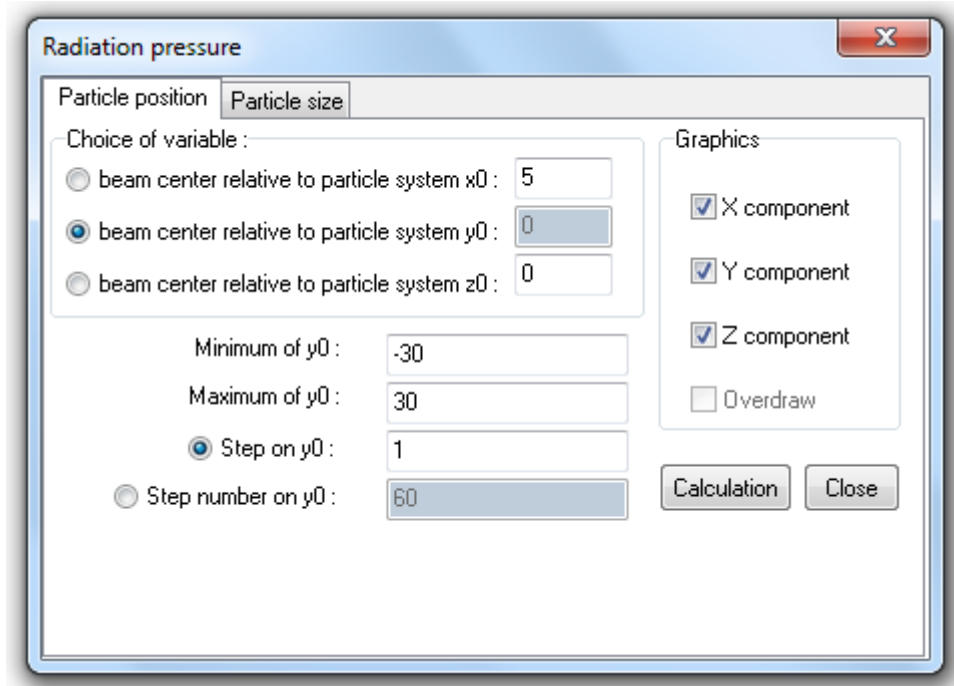 Radiation pressure
Particle position
Particle size
Choice of variable :
beam center relative to particle system x0 : 5
beam center relative to particle system y0 : 0
beam center relative to particle system z0 : 0
Minimum of y0 : -30
Maximum of y0 : 30
Step on y0 : 1
Step number on y0 : 60
Graphics
X component
Y component
Z component
Overdraw
Calculation
Close